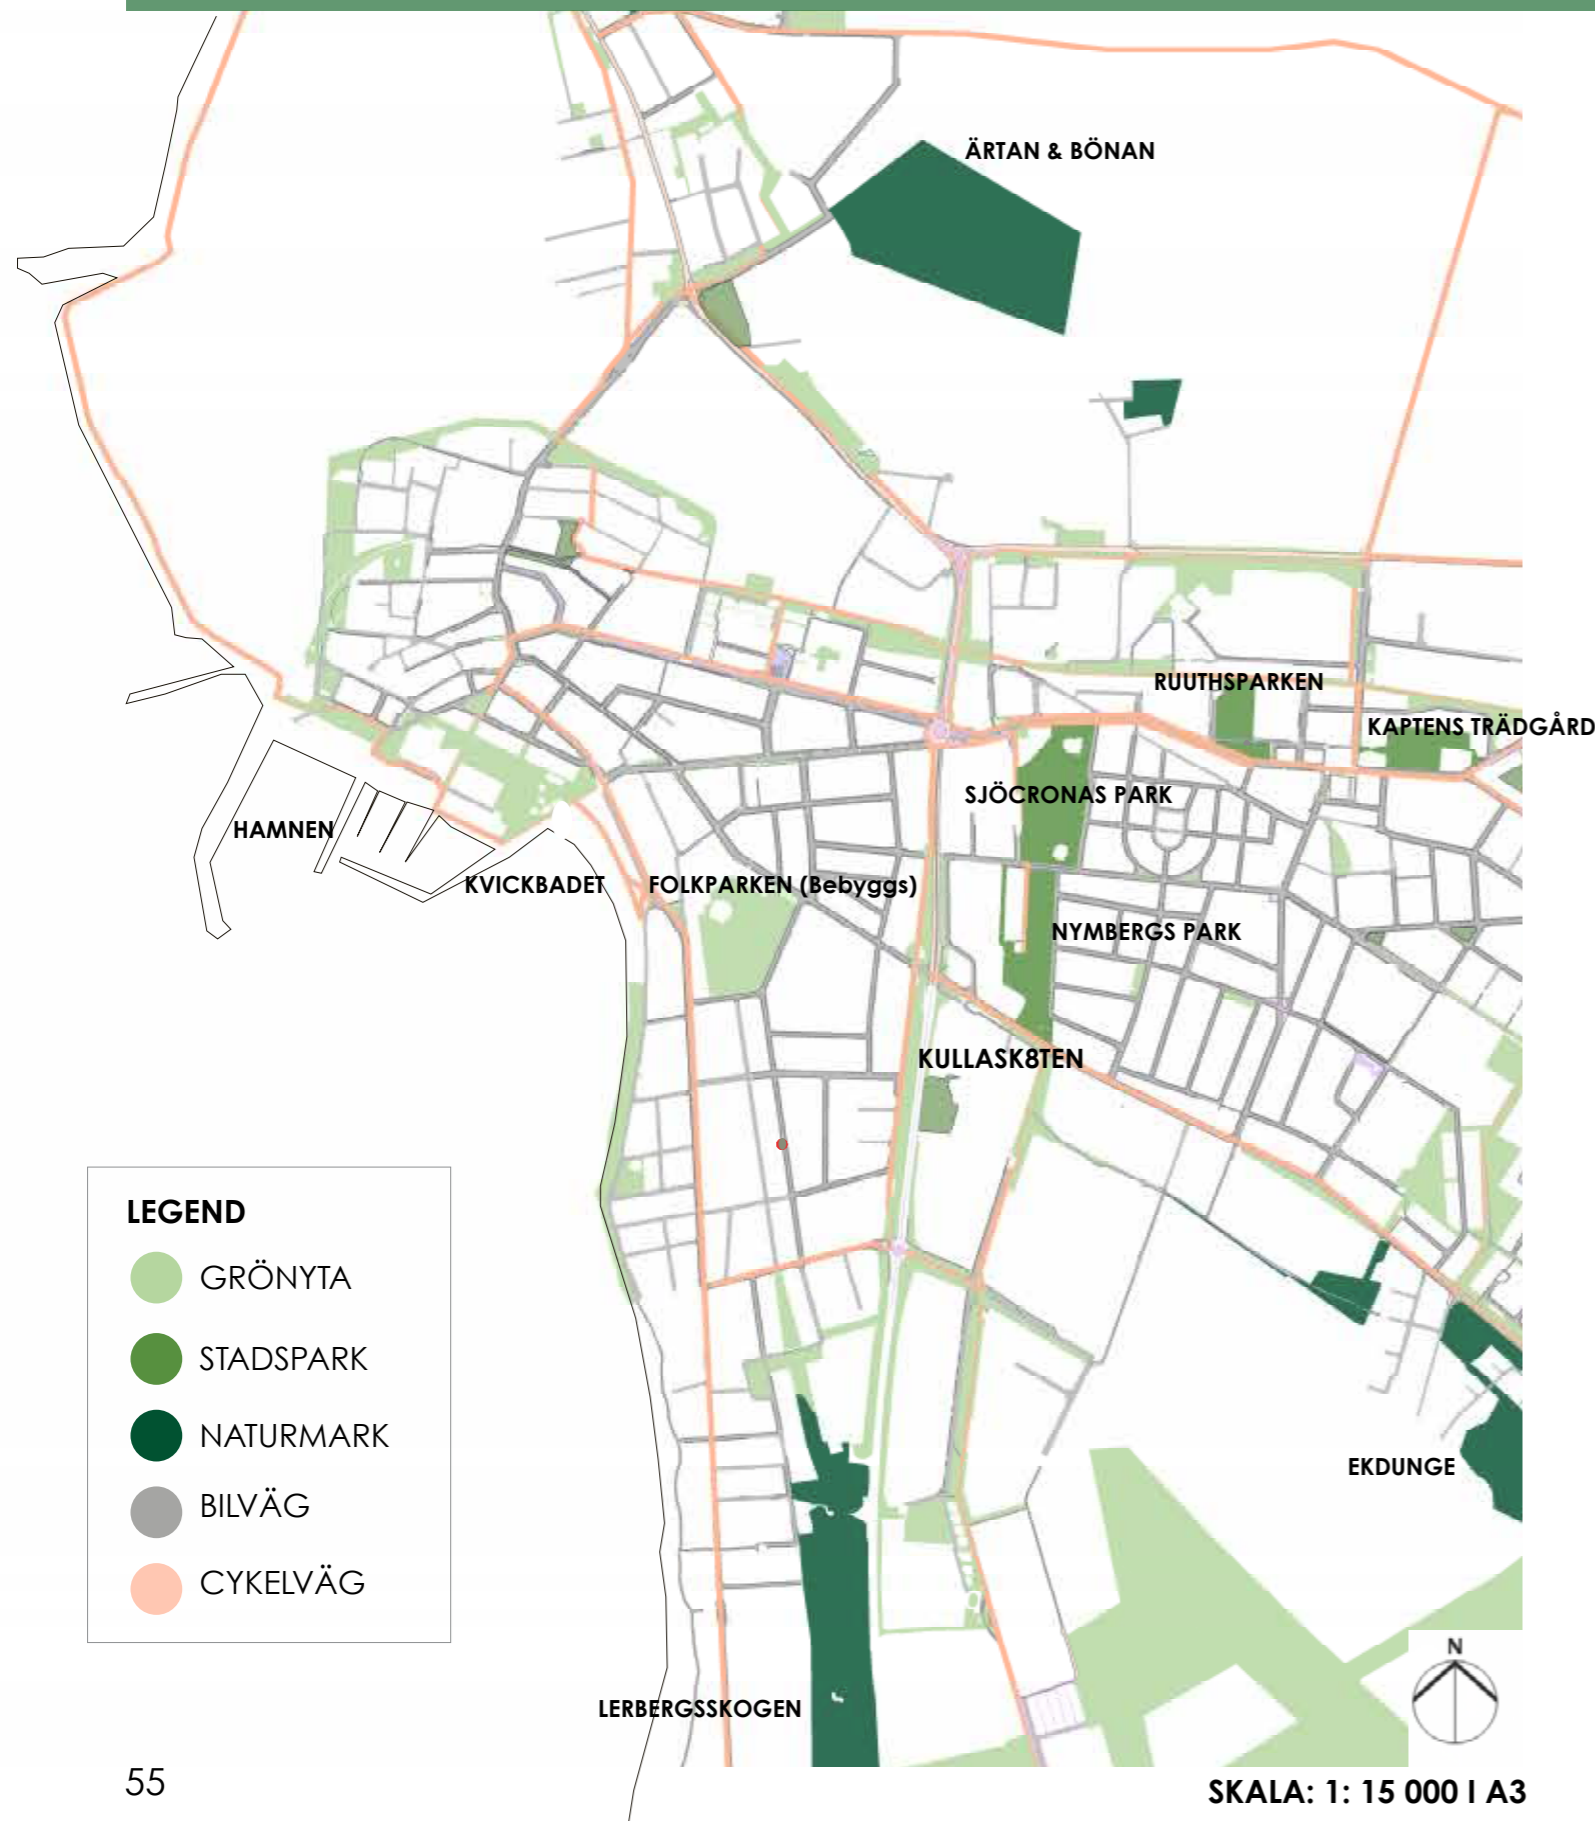 ÄRTAN & BÖNAN
RUUTHSPARKEN
KAPTENS TRÄDGÅRD
SJÖCRONAS PARK
HAMNEN
KVICKBADET
FOLKPARKEN (Bebyggs)
NYMBERGS PARK
KULLASK8TEN
LEGEND
GRÖNYTA
STADSPARK
NATURMARK
BILVÄG
CYKELVÄG
EKDUNGE
q
N
LERBERGSSKOGEN
55
SKALA: 1: 15 000 I A3